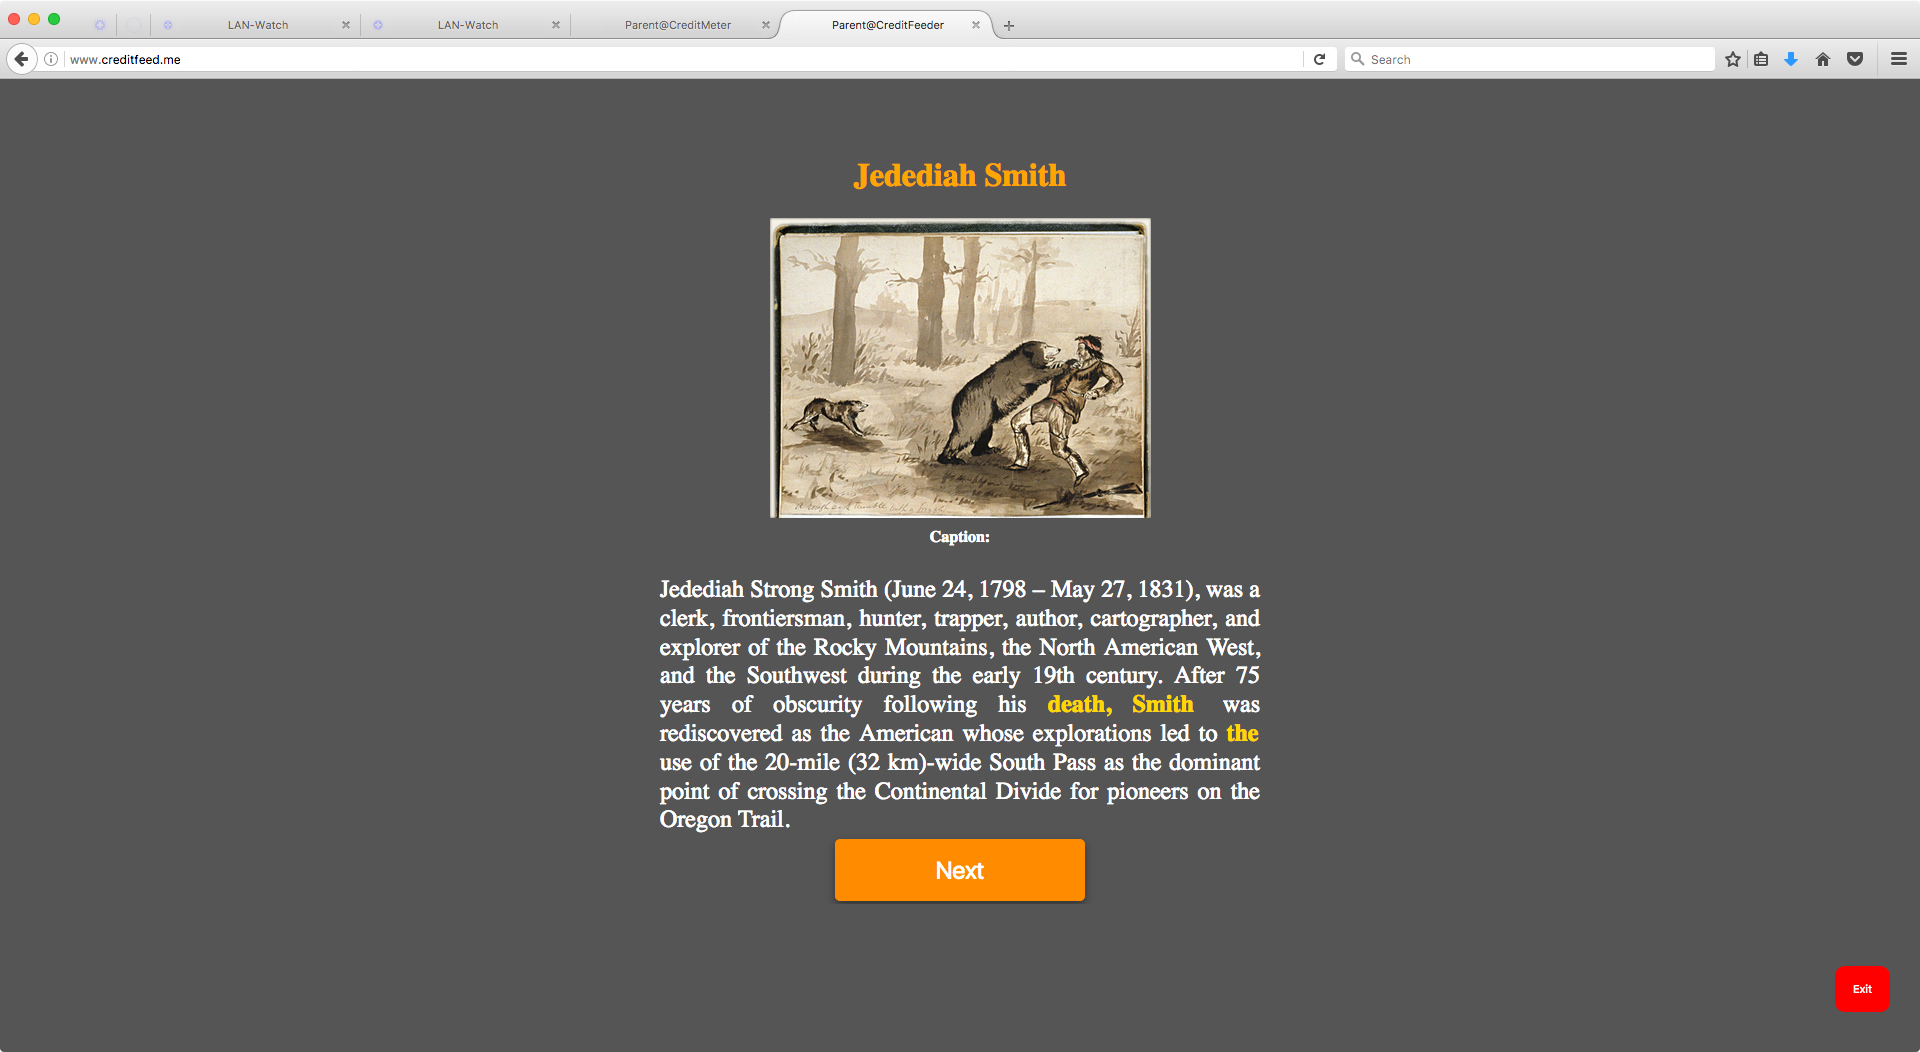 LAN-Watch
LAN-Watch
Parent@CreditMeter
Parent@CreditFeeder
www.creditfeed.me
Search
Jedediah Smith
Caption:
Jedediah Strong Smith (June 24, 1798 – May 27, 1831), was a
clerk, frontiersman, hunter, trapper, author, cartographer, and
explorer of the Rocky Mountains, the North American West,
and the Southwest during the early 19th century. After 75
years of obscurity following his death, Smith was
rediscovered as the American whose explorations led to the
use of the 20-mile (32 km)-wide South Pass as the dominant
point of crossing the Continental Divide for pioneers on the
Oregon Trail.
Next
Exit